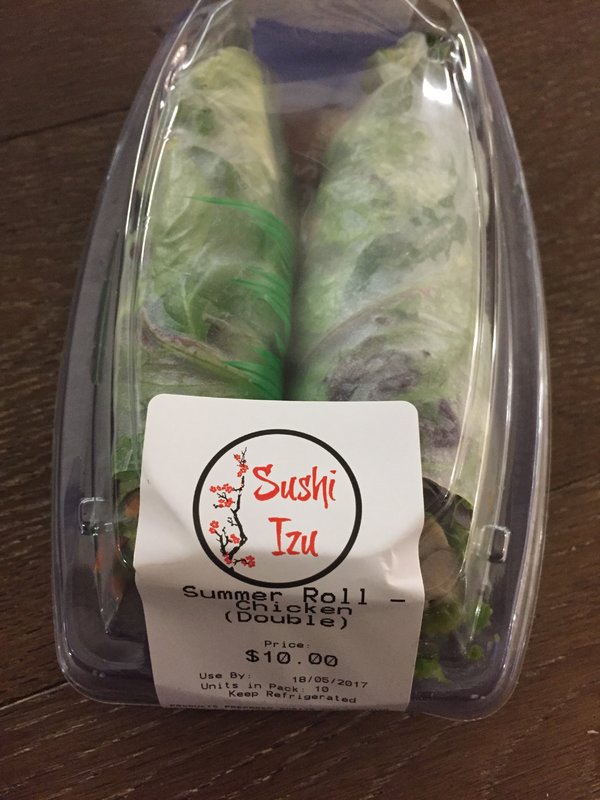 Sushi
Izu
Summer Roll -
Chicken
(Double)
Price:
$10.00
Use By: 18/05/2017
Units in Pack: 10
Keep Refrigerated